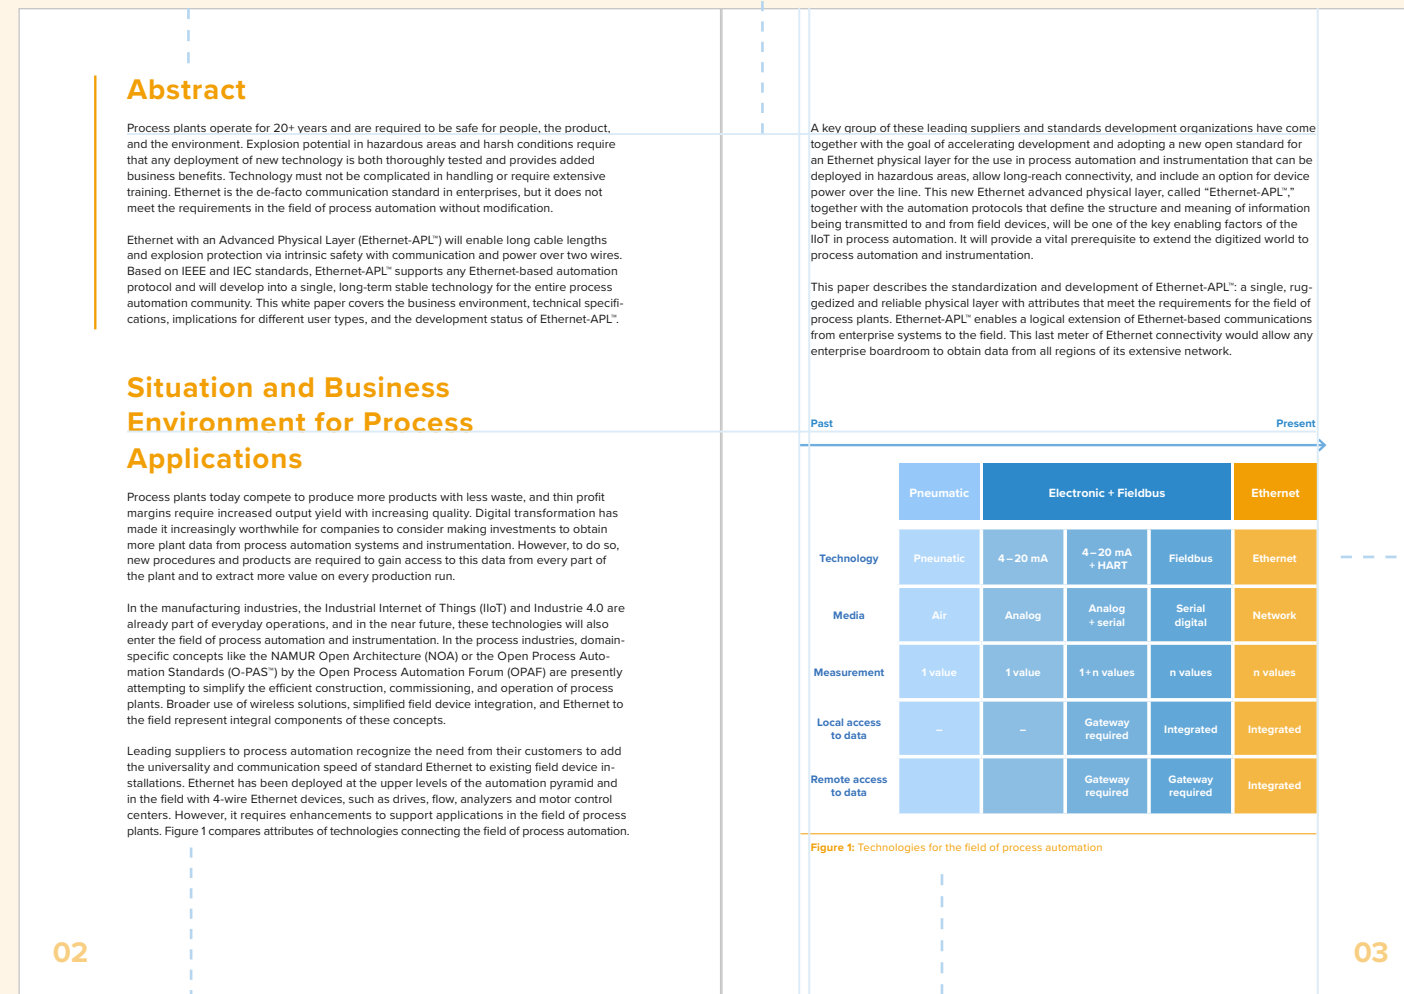 Abstract
Process plants operate for 20+ years and are required to be safe for people, the product,
and the environment. Explosion potential in hazardous areas and harsh conditions require
that any deployment of new technology is both thoroughly tested and provides added
business benefits. Technology must not be complicated in handling or require extensive
training. Ethernet is the de-facto communication standard in enterprises, but it does not
meet the requirements in the field of process automation without modification.
Ethernet with an Advanced Physical Layer (Ethernet-APL™) will enable long cable lengths
and explosion protection via intrinsic safety with communication and power over two wires.
Based on IEEE and IEC standards, Ethernet-APL™ supports any Ethernet-based automation
protocol and will develop into a single, long-term stable technology for the entire process
automation community. This white paper covers the business environment, technical specifi-
cations, implications for different user types, and the development status of Ethernet-APL™.
Situation and Business
Environment for Process
Applications
Process plants today compete to produce more products with less waste, and thin profit
margins require increased output yield with increasing quality. Digital transformation has
made it increasingly worthwhile for companies to consider making investments to obtain
more plant data from process automation systems and instrumentation. However, to do so,
new procedures and products are required to gain access to this data from every part of
the plant and to extract more value on every production run.
In the manufacturing industries, the Industrial Internet of Things (IIoT) and Industrie 4.0 are
already part of everyday operations, and in the near future, these technologies will also
enter the field of process automation and instrumentation. In the process industries, domain-
specific concepts like the NAMUR Open Architecture (NOA) or the Open Process Auto-
mation Standards (O-PAS™) by the Open Process Automation Forum (OPAF) are presently
attempting to simplify the efficient construction, commissioning, and operation of process
plants. Broader use of wireless solutions, simplified field device integration, and Ethernet to
the field represent integral components of these concepts.
Leading suppliers to process automation recognize the need from their customers to add
the universality and communication speed of standard Ethernet to existing field device in-
stallations. Ethernet has been deployed at the upper levels of the automation pyramid and
in the field with 4-wire Ethernet devices, such as drives, flow, analyzers and motor control
centers. However, it requires enhancements to support applications in the field of process
plants. Figure 1 compares attributes of technologies connecting the field of process automation.
02
A key group of these leading suppliers and standards development organizations have come
together with the goal of accelerating development and adopting a new open standard for
an Ethernet physical layer for the use in process automation and instrumentation that can be
deployed in hazardous areas, allow long-reach connectivity, and include an option for device
power over the line. This new Ethernet advanced physical layer, called “Ethernet-APL™,”
together with the automation protocols that define the structure and meaning of information
being transmitted to and from field devices, will be one of the key enabling factors of the
IIoT in process automation. It will provide a vital prerequisite to extend the digitized world to
process automation and instrumentation.
This paper describes the standardization and development of Ethernet-APL™: a single, rug-
gedized and reliable physical layer with attributes that meet the requirements for the field of
process plants. Ethernet-APL™ enables a logical extension of Ethernet-based communications
from enterprise systems to the field. This last meter of Ethernet connectivity would allow any
enterprise boardroom to obtain data from all regions of its extensive network.
Past Present
Pneumatic Electronic + Fieldbus Ethernet
Technology Pneunatic 4–20 mA 4–20 mA + HART Fieldbus Ethernet
Media Air Analog Analog + serial Serial digital Network
Measurement 1 value 1 value 1+n values n values n values
Local access to data – – Gateway required Integrated Integrated
Remote access to data Gateway required Gateway required Integrated
Figure 1: Technologies for the field of process automation
03